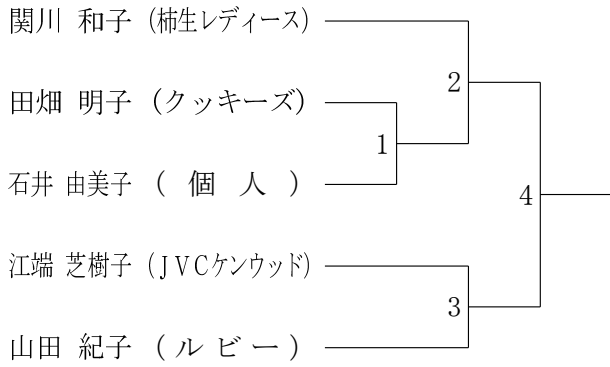 関川 和子 (柿生レディース)
2
田畑 明子 (クッキーズ)
1
石井 由美子 ( 個 人 )
4
江端 芝樹子 (JVCケンウッド)
3
山田 紀子 (ルビー)